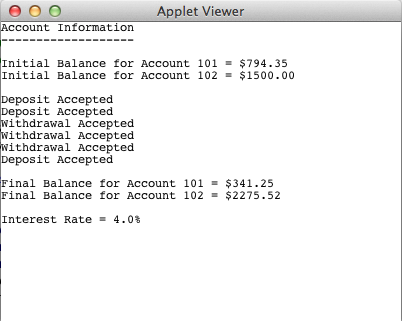 Applet Viewer
Account Information
-------------------
Initial Balance for Account 101 = $794.35
Initial Balance for Account 102 = $1500.00
Deposit Accepted
Deposit Accepted
Withdrawal Accepted
Withdrawal Accepted
Withdrawal Accepted
Deposit Accepted
Final Balance for Account 101 = $341.25
Final Balance for Account 102 = $2275.52
Interest Rate = 4.0%